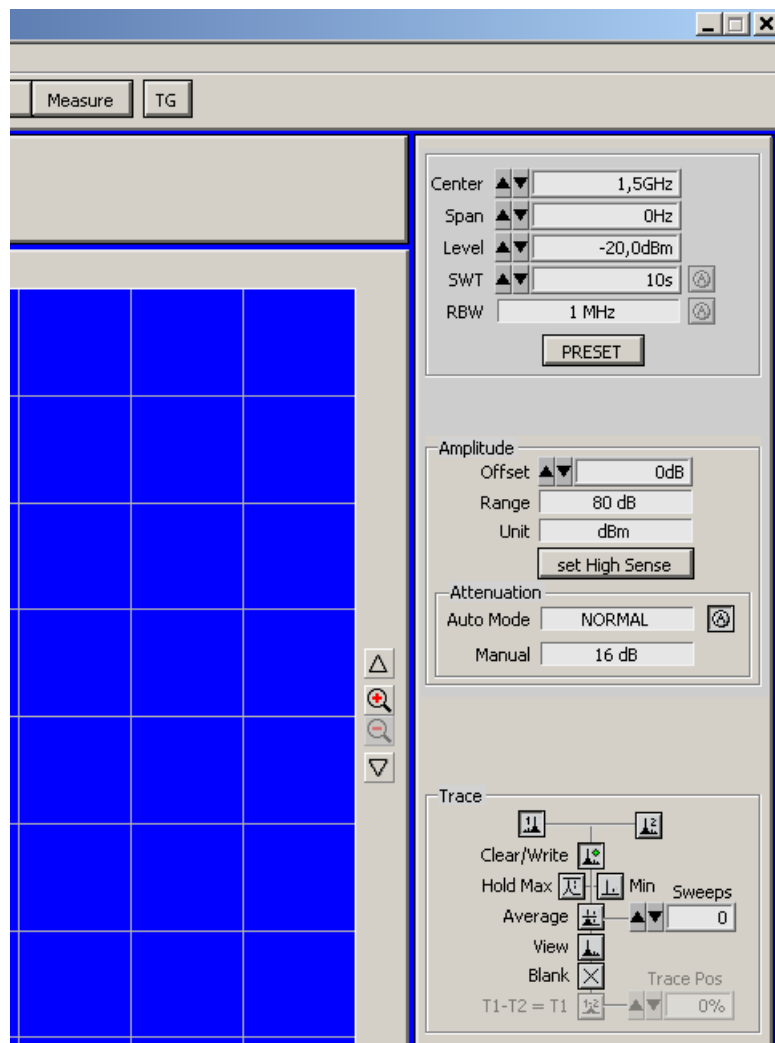 Measure TG
Center 1,5GHz
Span 0Hz
Level -20,0dBm
SWT 10s A
RBW 1 MHz A
PRESET
Amplitude
Offset 0dB
Range 80 dB
Unit dBm
set High Sense
Attenuation
Auto Mode NORMAL A
Manual 16 dB
Trace
1 2
Clear/Write
Hold Max Min Sweeps
Average 0
View
Blank Trace Pos
T1-T2 = T1 0%